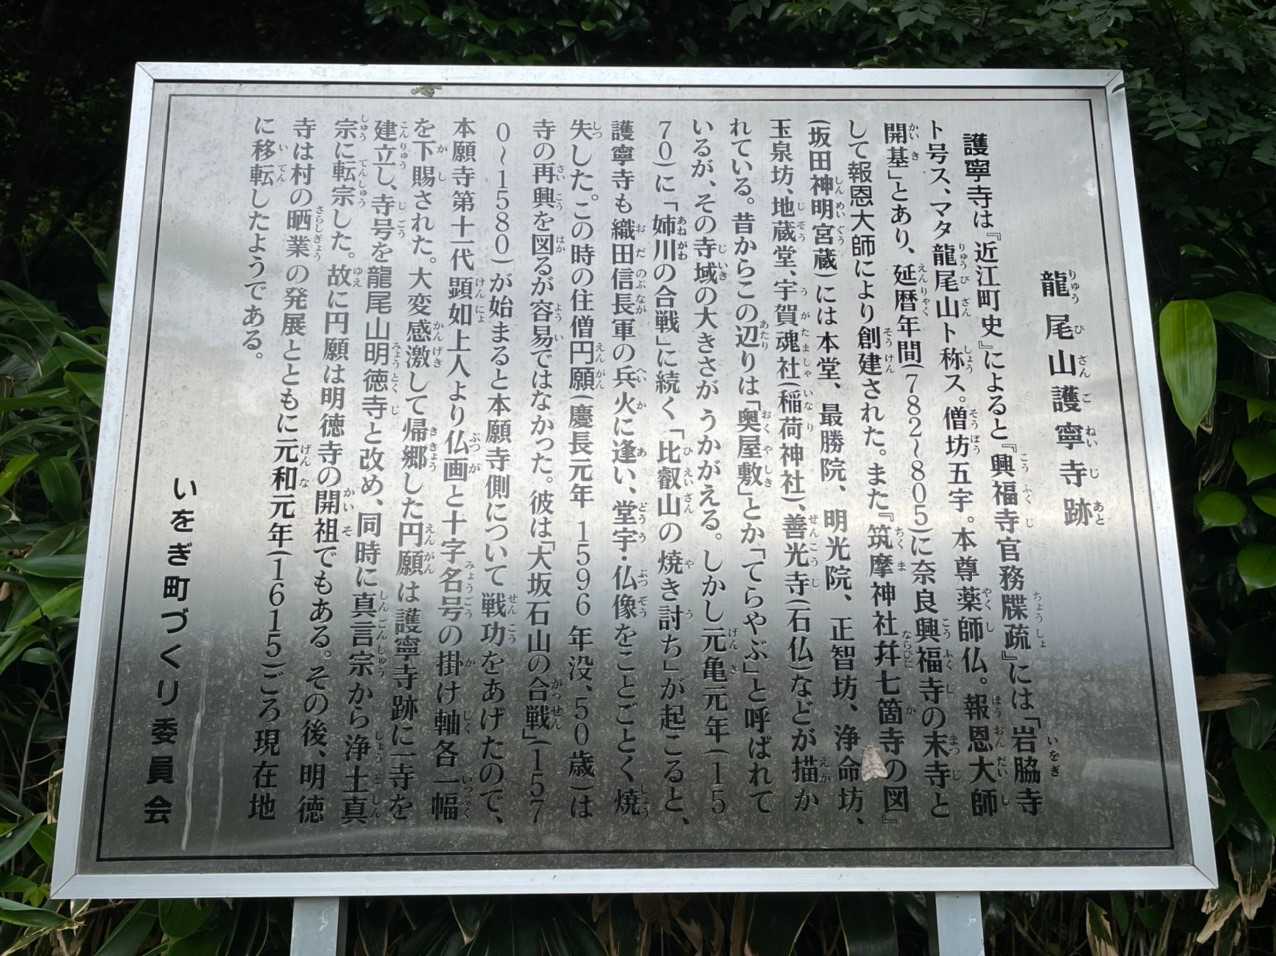 龍尾山護寧寺跡
護寧寺は『近江町史』によると『興福寺官務牒䟽』には「岩脇寺
ト号ス、マタ龍尾山ト称ス。僧坊五宇。本尊薬師仏。報恩大師
開基」とあり、延暦年間(782~805)に奈良興福寺の末寺と
して報恩大師により創建された。また『筑摩神社并七箇寺の図』
(坂田神明宮蔵)には本堂、最勝院、明光院、正智坊、浄命坊、
玉泉坊、地蔵堂、宇賀魂社(稲荷神社)、善光寺(石仏)などが描か
れている。昔からこの辺りは「奥屋敷」とか「てらやぶ」と呼ばれて
いるが、その寺域の大きさがうかがえる。しかし元亀元年(15
70)に「姉川の合戦」に続く、「比叡山の焼き討ち」が起こると、
護寧寺も織田信長軍の兵火に逢い、堂宇・仏像をことごとく焼
失した。この時の住僧円願(慶長元年 1596年没、50歳)は
寺の再興を図るが容易ではなかった。彼は「大坂石山の合戦」(157
0~1580)が始まると本願寺側について戦功をあげたので、
本願寺第十一代顕如上人より仏画と十字名号の掛け軸各一幅
を下賜された。大変感激して帰郷した円願は護寧寺跡に一寺を
建立し、寺号を龍尾山明徳寺と改め、同時に真言宗から浄土真
宗に転宗した。故に円願は明徳寺の開祖でもある。その後、明徳
寺は村の晒業の発展とともに元和元年(1615)ごろ現在地
に移転したようである。
いをぎ町づくり委員会